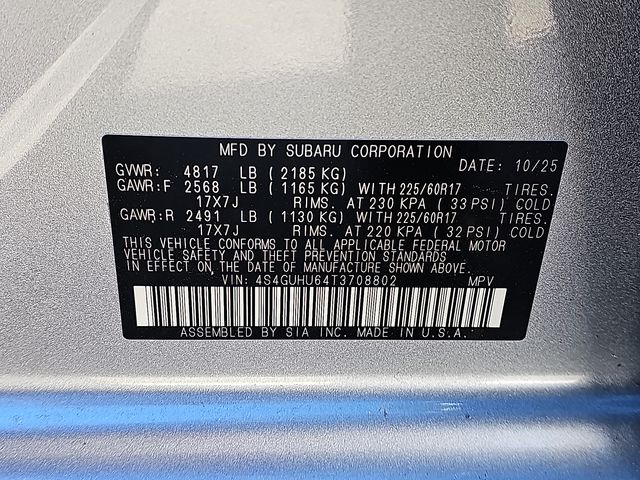 MFD BY SUBARU CORPORATION
GVWR: 4817 LB (2185 KG) DATE: 10/25
GAWR:F 2568 LB (1165 KG) WITH 225/60R17 TIRES.
17X7J RIMS. AT 230 KPA (33 PSI) COLD
GAWR:R 2491 LB (1130 KG) WITH 225/60R17 TIRES.
17X7J RIMS. AT 220 KPA (32 PSI) COLD
THIS VEHICLE CONFORMS TO ALL APPLICABLE FEDERAL MOTOR
VEHICLE SAFETY AND THEFT PREVENTION STANDARDS
IN EFFECT ON THE DATE OF MANUFACTURE SHOWN ABOVE.
VIN: 4S4GUHU64T3708802 MPV
ASSEMBLED BY SIA INC. MADE IN U.S.A.